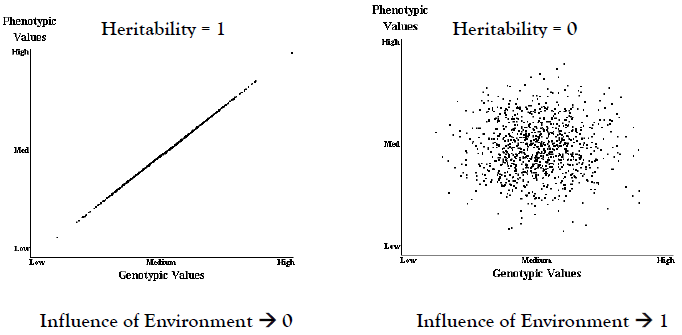 Heritability = 1
Phenotypic
Values
High
Med
Low
Low Medium High
Genotypic Values
Influence of Environment → 0
Heritability = 0
Phenotypic
Values
High
Med
Low
Low Medium High
Genotypic Values
Influence of Environment → 1